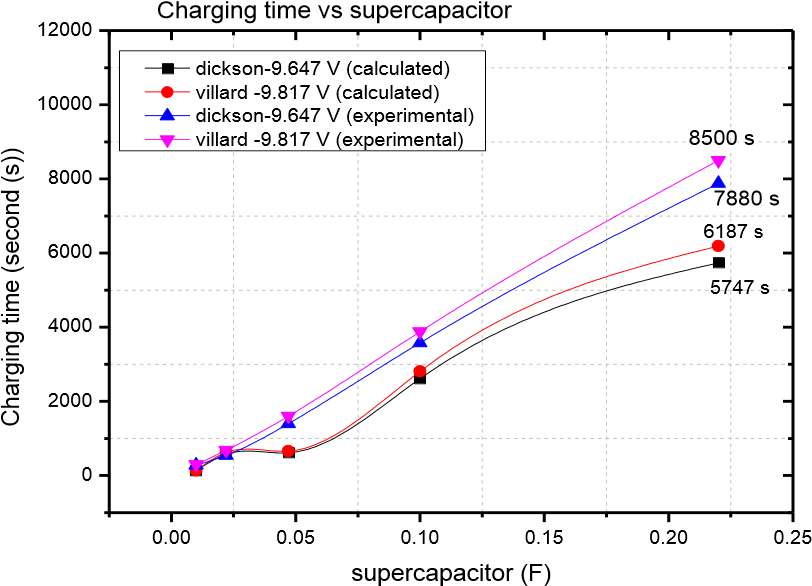 Charging time vs supercapacitor
12000
10000
8000
6000
4000
2000
0
Charging time (second (s))
dickson-9.647 V (calculated)
villard -9.817 V (calculated)
dickson-9.647 V (experimental)
villard -9.817 V (experimental)
8500 s
7880 s
6187 s
5747 s
0.00 0.05 0.10 0.15 0.20 0.25
supercapacitor (F)